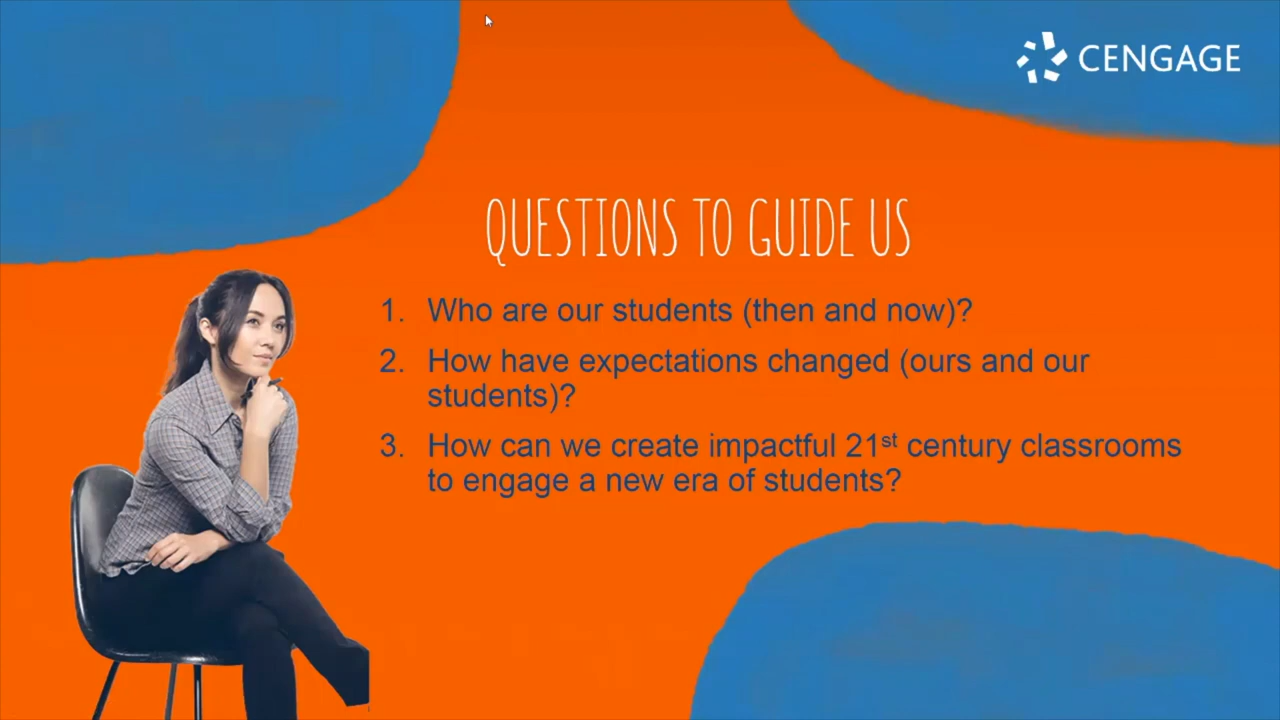 CENGAGE
QUESTIONS TO GUIDE US
1. Who are our students (then and now)?
2. How have expectations changed (ours and our
students)?
3. How can we create impactful 21st century classrooms
to engage a new era of students?